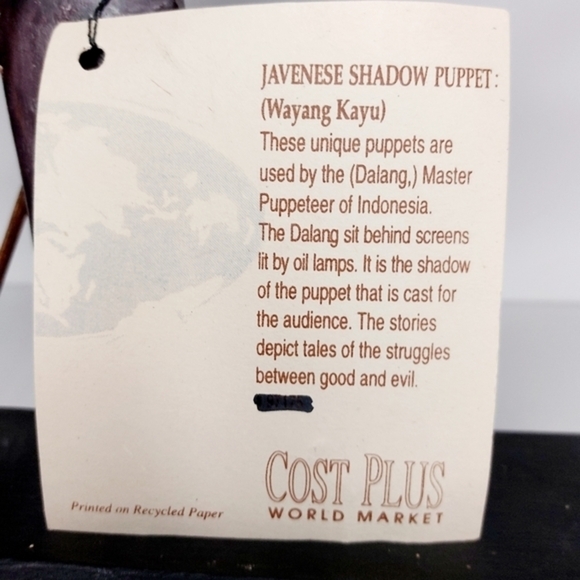 JAVENESE SHADOW PUPPET:
(Wayang Kayu)
These unique puppets are
used by the (Dalang,) Master
Puppeteer of Indonesia.
The Dalang sit behind screens
lit by oil lamps. It is the shadow
of the puppet that is cast for
the audience. The stories
depict tales of the struggles
between good and evil.
COST PLUS
WORLD MARKET
Printed on Recycled Paper